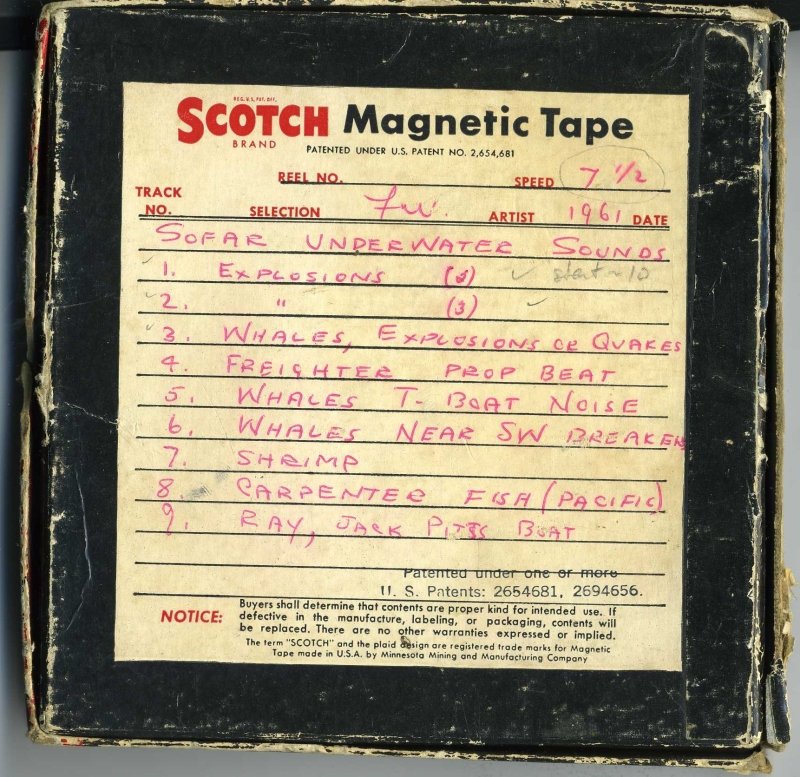 REG. U.S. PAT. OFF.
SCOTCH Magnetic Tape
BRAND
PATENTED UNDER U.S. PATENT NO. 2,654,681
REEL NO. SPEED 7 1/2
TRACK
NO. SELECTION ARTIST 1961 DATE
SOFAR UNDERWATER SOUNDS
1. EXPLOSIONS (3) ✓ start ~ 10
2. " (3) ✓
3. WHALES, EXPLOSIONS OR QUAKES
4. FREIGHTER PROP BEAT
5. WHALES T- BOAT NOISE
6. WHALES NEAR SW BREAKER
7. SHRIMP
8. CARPENTER FISH (PACIFIC)
9. RAY, JACK PITTS BOAT
Patented under one or more
U. S. Patents: 2654681, 2694656.
NOTICE: Buyers shall determine that contents are proper kind for intended use. If
defective in the manufacture, labeling, or packaging, contents will
be replaced. There are no other warranties expressed or implied.
The term "SCOTCH" and the plaid design are registered trade marks for Magnetic
Tape made in U.S.A. by Minnesota Mining and Manufacturing Company